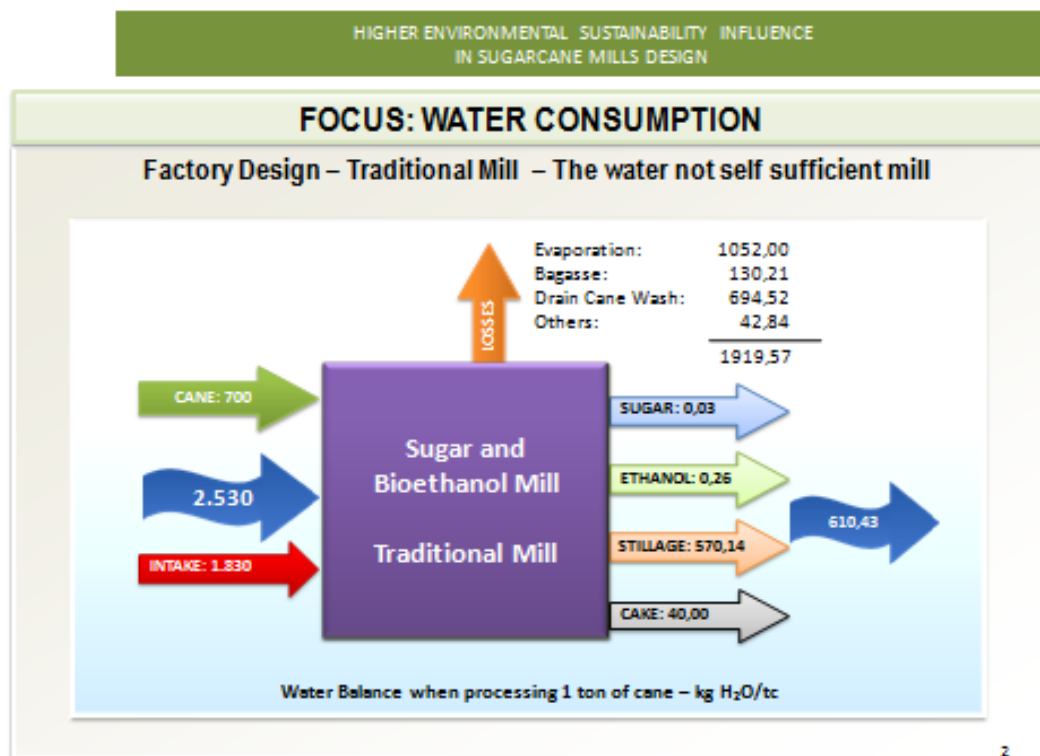 HIGHER ENVIRONMENTAL SUSTAINABILITY INFLUENCE
IN SUGARCANE MILLS DESIGN
FOCUS: WATER CONSUMPTION
Factory Design – Traditional Mill – The water not self sufficient mill
Evaporation: 1052,00
Bagasse: 130,21
Drain Cane Wash: 694,52
Others: 42,84
1919,57
LOSSES
CANE: 700
2.530
INTAKE: 1.830
Sugar and
Bioethanol Mill
Traditional Mill
SUGAR: 0,03
ETHANOL: 0,26
STILLAGE: 570,14
CAKE: 40,00
610,43
Water Balance when processing 1 ton of cane – kg H₂O/tc
2